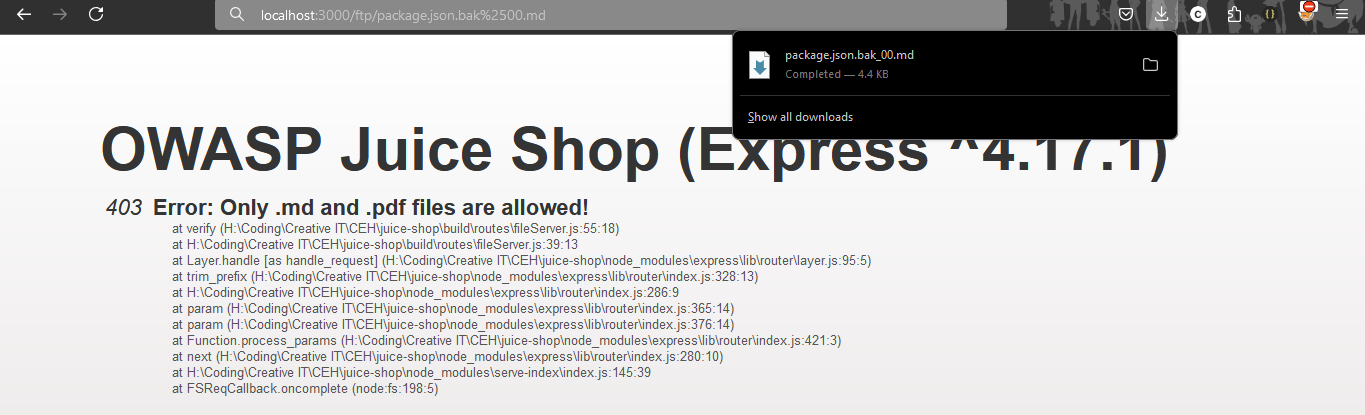 localhost:3000/ftp/package.json.bak%2500.md
package.json.bak_00.md
Completed — 4.4 KB
Show all downloads
OWASP Juice Shop (Express ^4.17.1)
403 Error: Only .md and .pdf files are allowed!
at verify (H:\Coding\Creative IT\CEH\juice-shop\build\routes\fileServer.js:55:18)
at H:\Coding\Creative IT\CEH\juice-shop\build\routes\fileServer.js:39:13
at Layer.handle [as handle_request] (H:\Coding\Creative IT\CEH\juice-shop\node_modules\express\lib\router\layer.js:95:5)
at trim_prefix (H:\Coding\Creative IT\CEH\juice-shop\node_modules\express\lib\router\index.js:328:13)
at H:\Coding\Creative IT\CEH\juice-shop\node_modules\express\lib\router\index.js:286:9
at param (H:\Coding\Creative IT\CEH\juice-shop\node_modules\express\lib\router\index.js:365:14)
at param (H:\Coding\Creative IT\CEH\juice-shop\node_modules\express\lib\router\index.js:376:14)
at Function.process_params (H:\Coding\Creative IT\CEH\juice-shop\node_modules\express\lib\router\index.js:421:3)
at next (H:\Coding\Creative IT\CEH\juice-shop\node_modules\express\lib\router\index.js:280:10)
at H:\Coding\Creative IT\CEH\juice-shop\node_modules\serve-index\index.js:145:39
at FSReqCallback.oncomplete (node:fs:198:5)